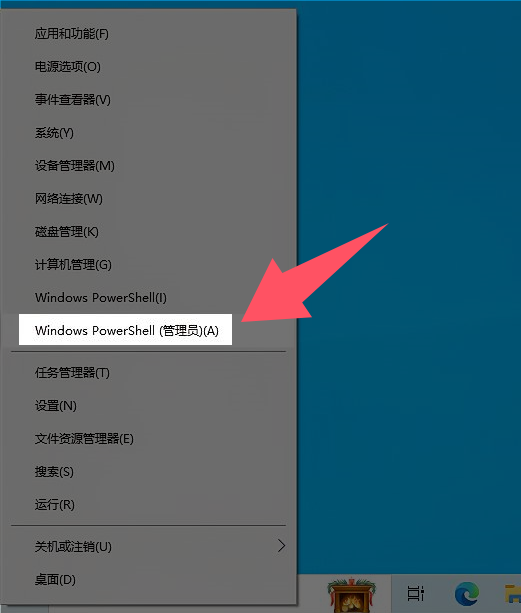 应用和功能(F)
电源选项(O)
事件查看器(V)
系统(Y)
设备管理器(M)
网络连接(W)
磁盘管理(K)
计算机管理(G)
Windows PowerShell(I)
Windows PowerShell (管理员)(A)
任务管理器(T)
设置(N)
文件资源管理器(E)
搜索(S)
运行(R)
关机或注销(U)
桌面(D)